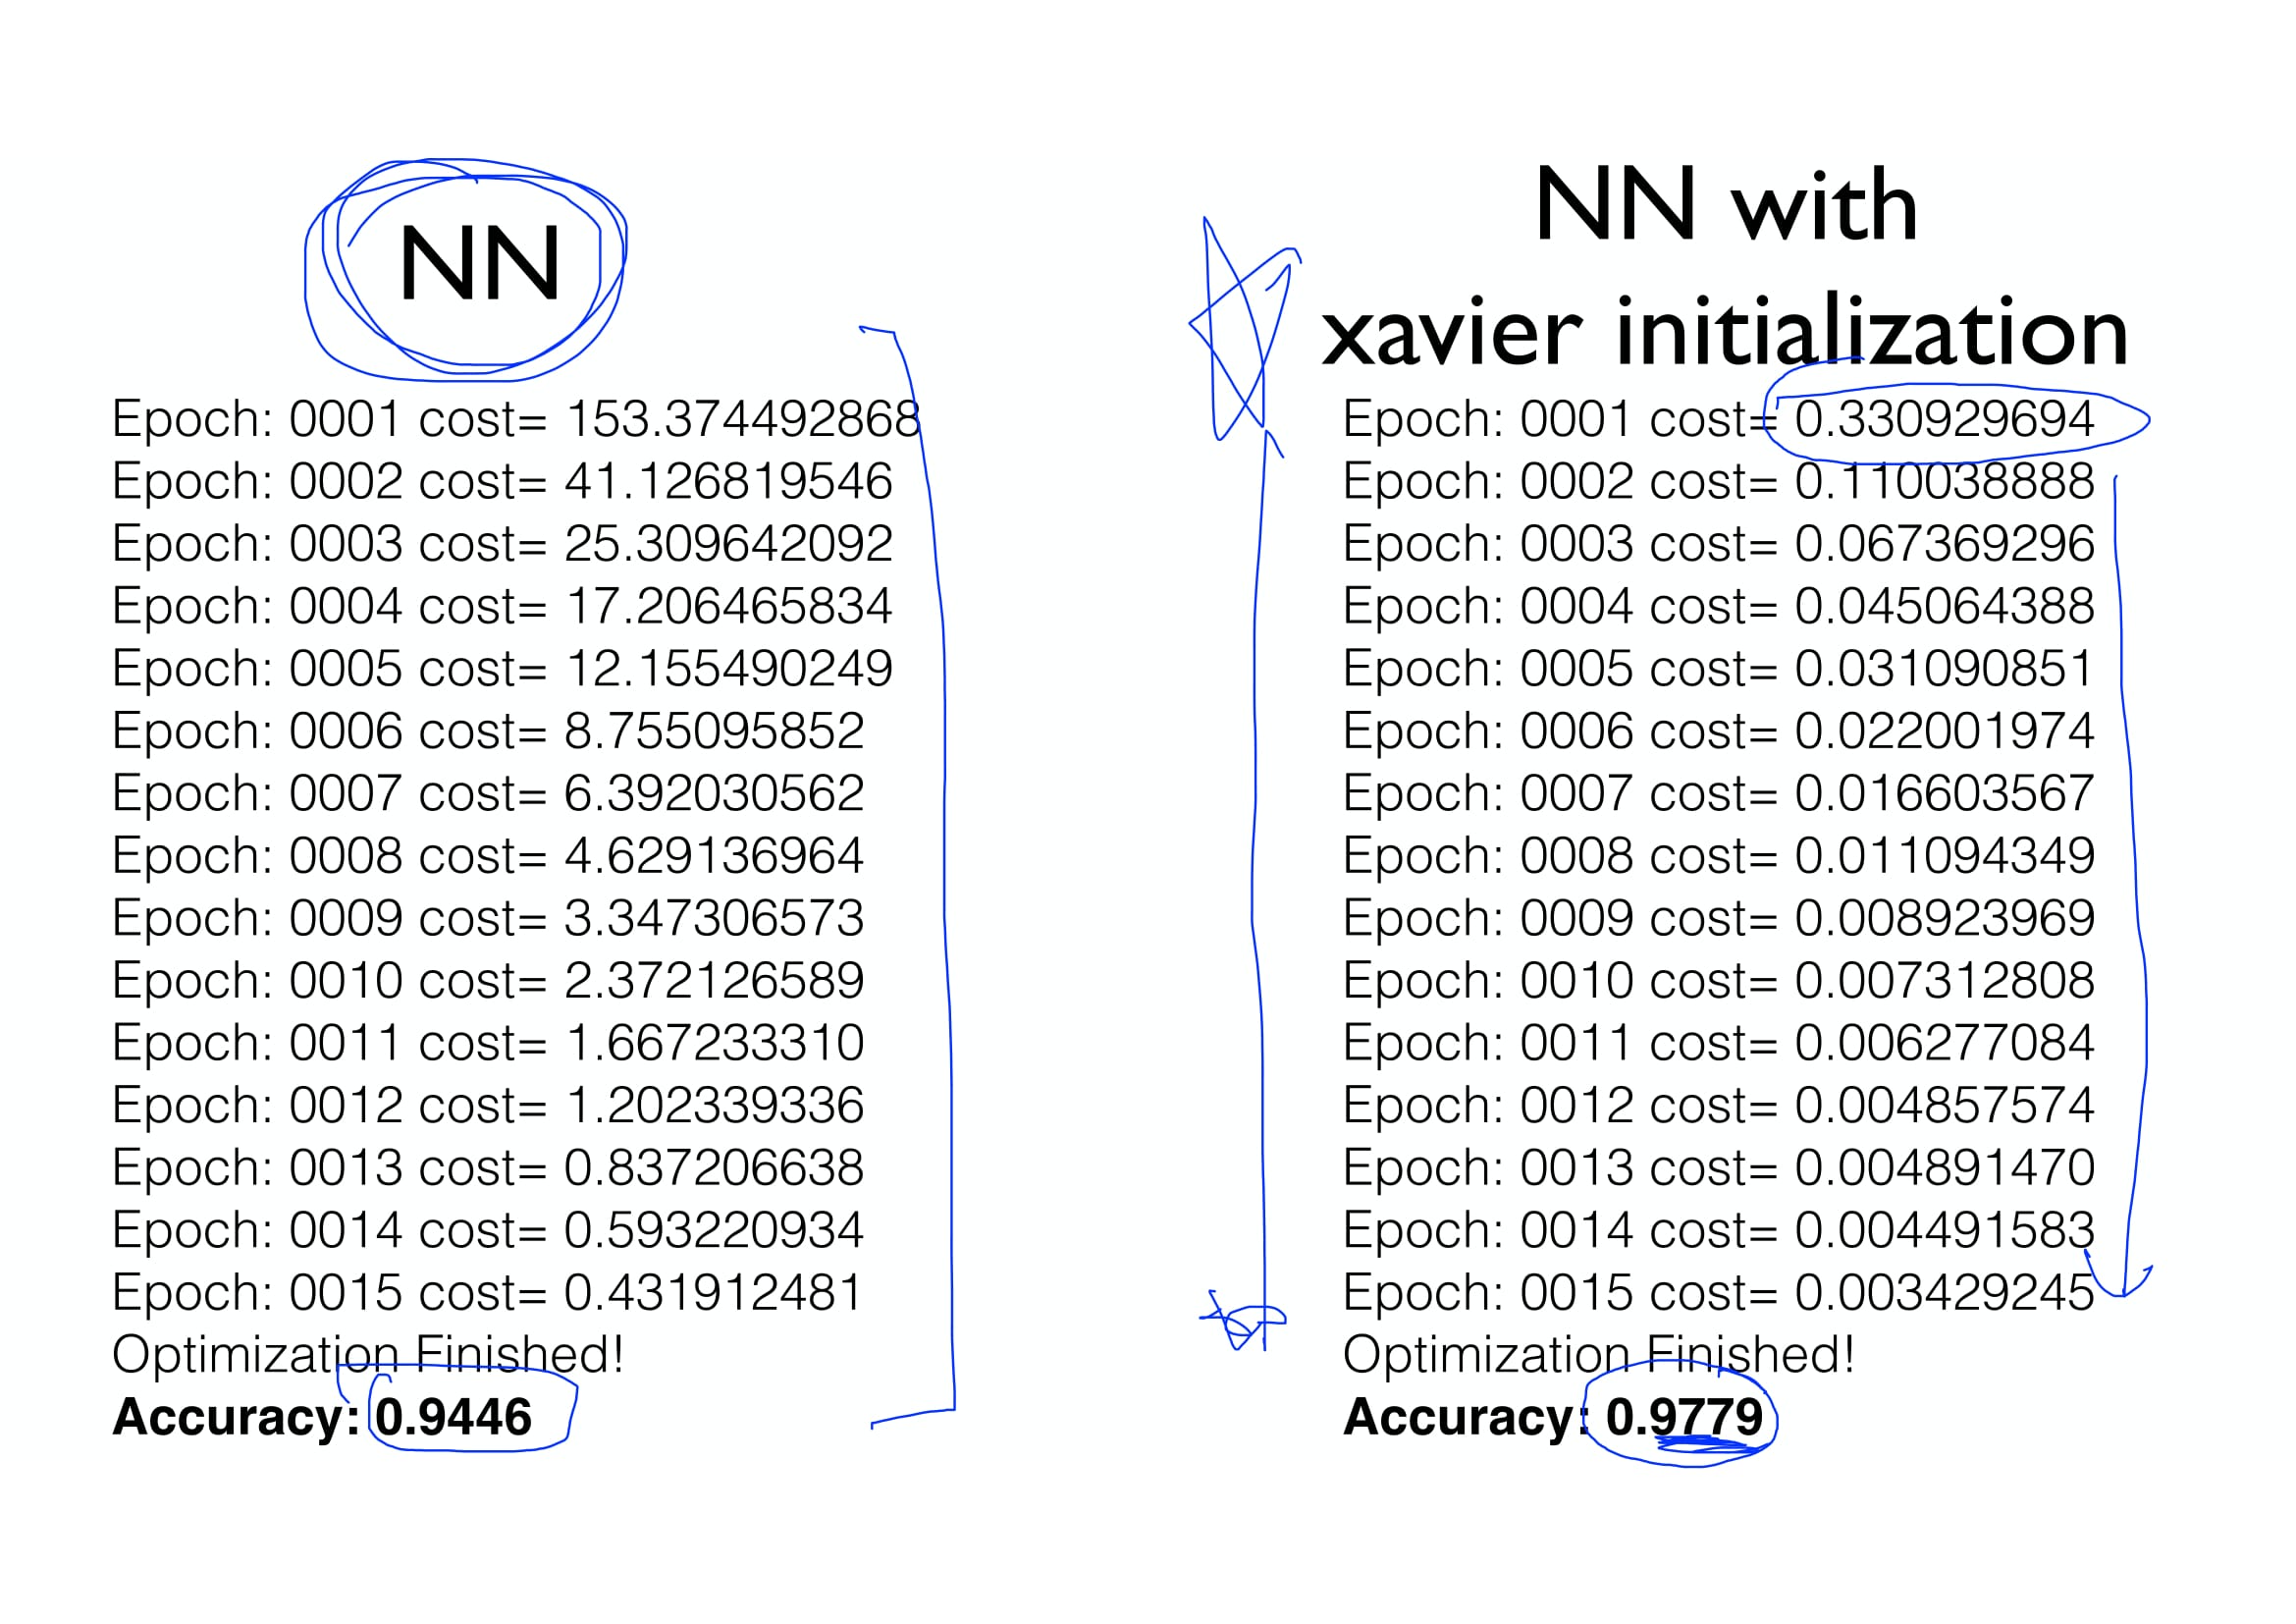 NN
Epoch: 0001 cost= 153.374492868
Epoch: 0002 cost= 41.126819546
Epoch: 0003 cost= 25.309642092
Epoch: 0004 cost= 17.206465834
Epoch: 0005 cost= 12.155490249
Epoch: 0006 cost= 8.755095852
Epoch: 0007 cost= 6.392030562
Epoch: 0008 cost= 4.629136964
Epoch: 0009 cost= 3.347306573
Epoch: 0010 cost= 2.372126589
Epoch: 0011 cost= 1.667233310
Epoch: 0012 cost= 1.202339336
Epoch: 0013 cost= 0.837206638
Epoch: 0014 cost= 0.593220934
Epoch: 0015 cost= 0.431912481
Optimization Finished!
Accuracy: 0.9446
NN with
xavier initialization
Epoch: 0001 cost= 0.330929694
Epoch: 0002 cost= 0.110038888
Epoch: 0003 cost= 0.067369296
Epoch: 0004 cost= 0.045064388
Epoch: 0005 cost= 0.031090851
Epoch: 0006 cost= 0.022001974
Epoch: 0007 cost= 0.016603567
Epoch: 0008 cost= 0.011094349
Epoch: 0009 cost= 0.008923969
Epoch: 0010 cost= 0.007312808
Epoch: 0011 cost= 0.006277084
Epoch: 0012 cost= 0.004857574
Epoch: 0013 cost= 0.004891470
Epoch: 0014 cost= 0.004491583
Epoch: 0015 cost= 0.003429245
Optimization Finished!
Accuracy: 0.9779